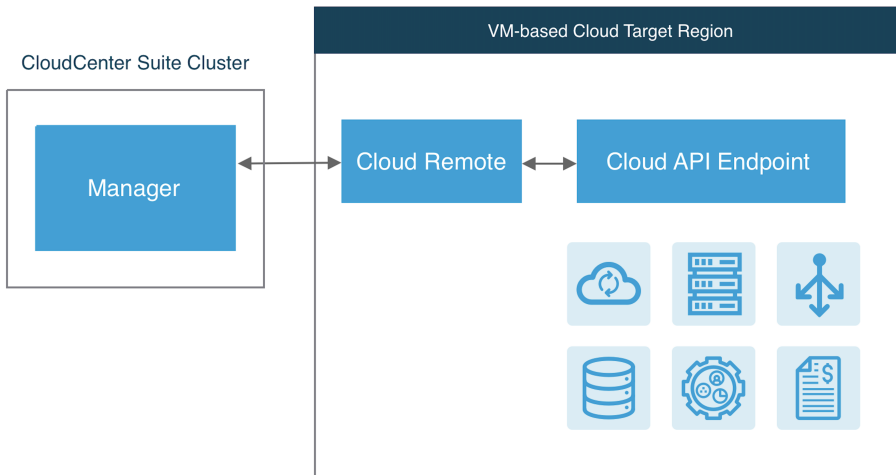 VM-based Cloud Target Region
CloudCenter Suite Cluster
Manager
Cloud Remote
Cloud API Endpoint
$